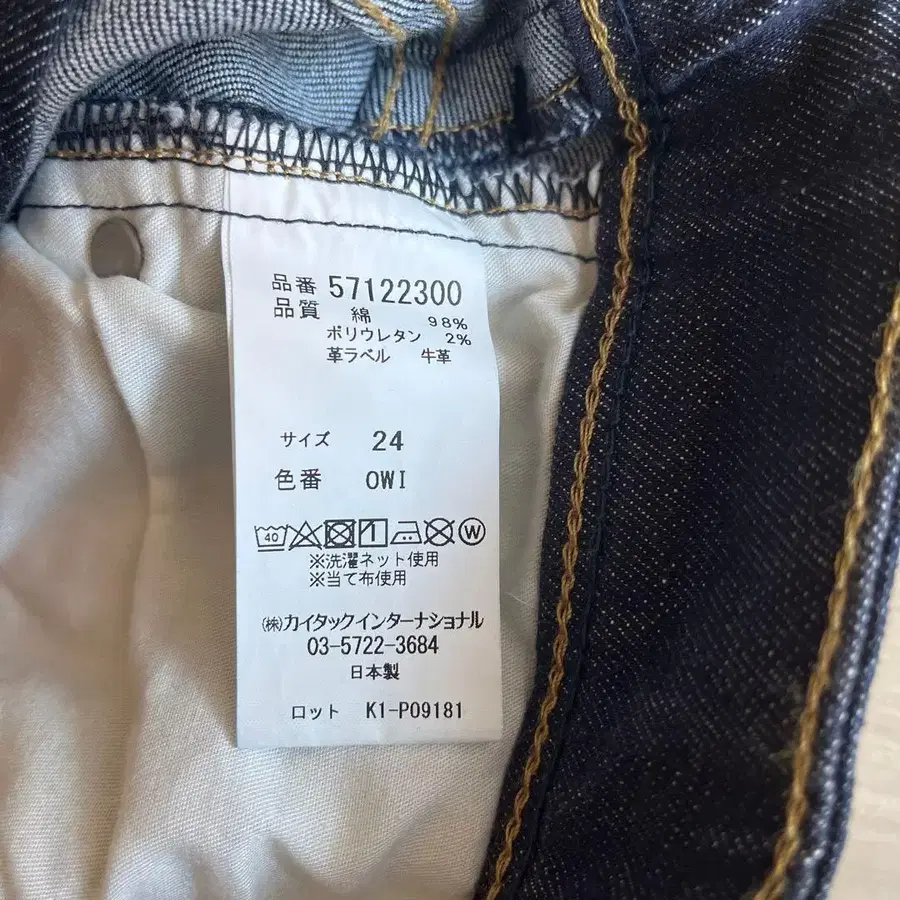 品番 57122300
品質 綿 98%
ポリウレタン 2%
革ラベル 牛革
サイズ 24
色番 OWI
40 1 W
※洗濯ネット使用
※当て布使用
㈱カイタックインターナショナル
03-5722-3684
日本製
ロット K1-P09181